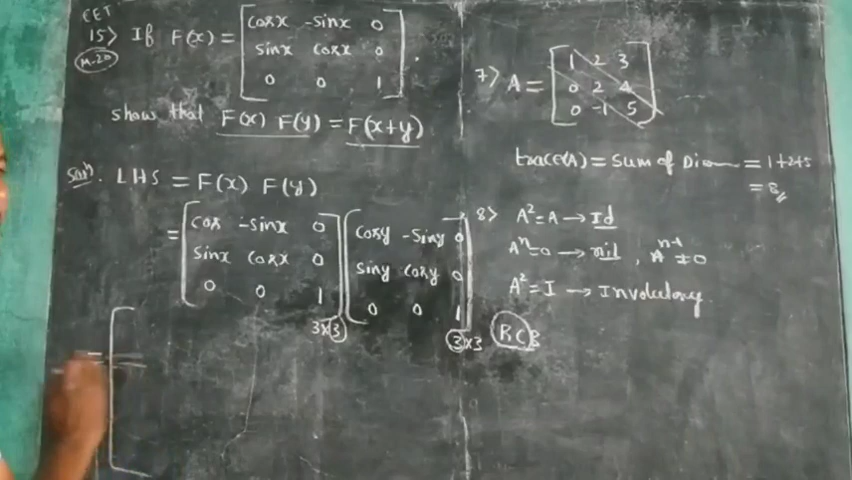 CET
15> If F(x) = [ cosx -sinx 0
M-20 sinx cosx 0
0 0 1 ] .
show that F(x) F(y) = F(x+y)
Soln. LHS = F(x) F(y)
= [ cosx -sinx 0 ] [ cosy -siny 0 ]
sinx cosx 0 siny cosy 0
0 0 1 0 0 1
3x3 3x3
7> A = [ 1 2 3
0 2 4
0 -1 5 ]
trace(A) = Sum of Dia = 1+2+5
= 8
8> A² = A → Id
Aⁿ = 0 → nil , Aⁿ⁻¹ ≠ 0
A² = I → Involutory